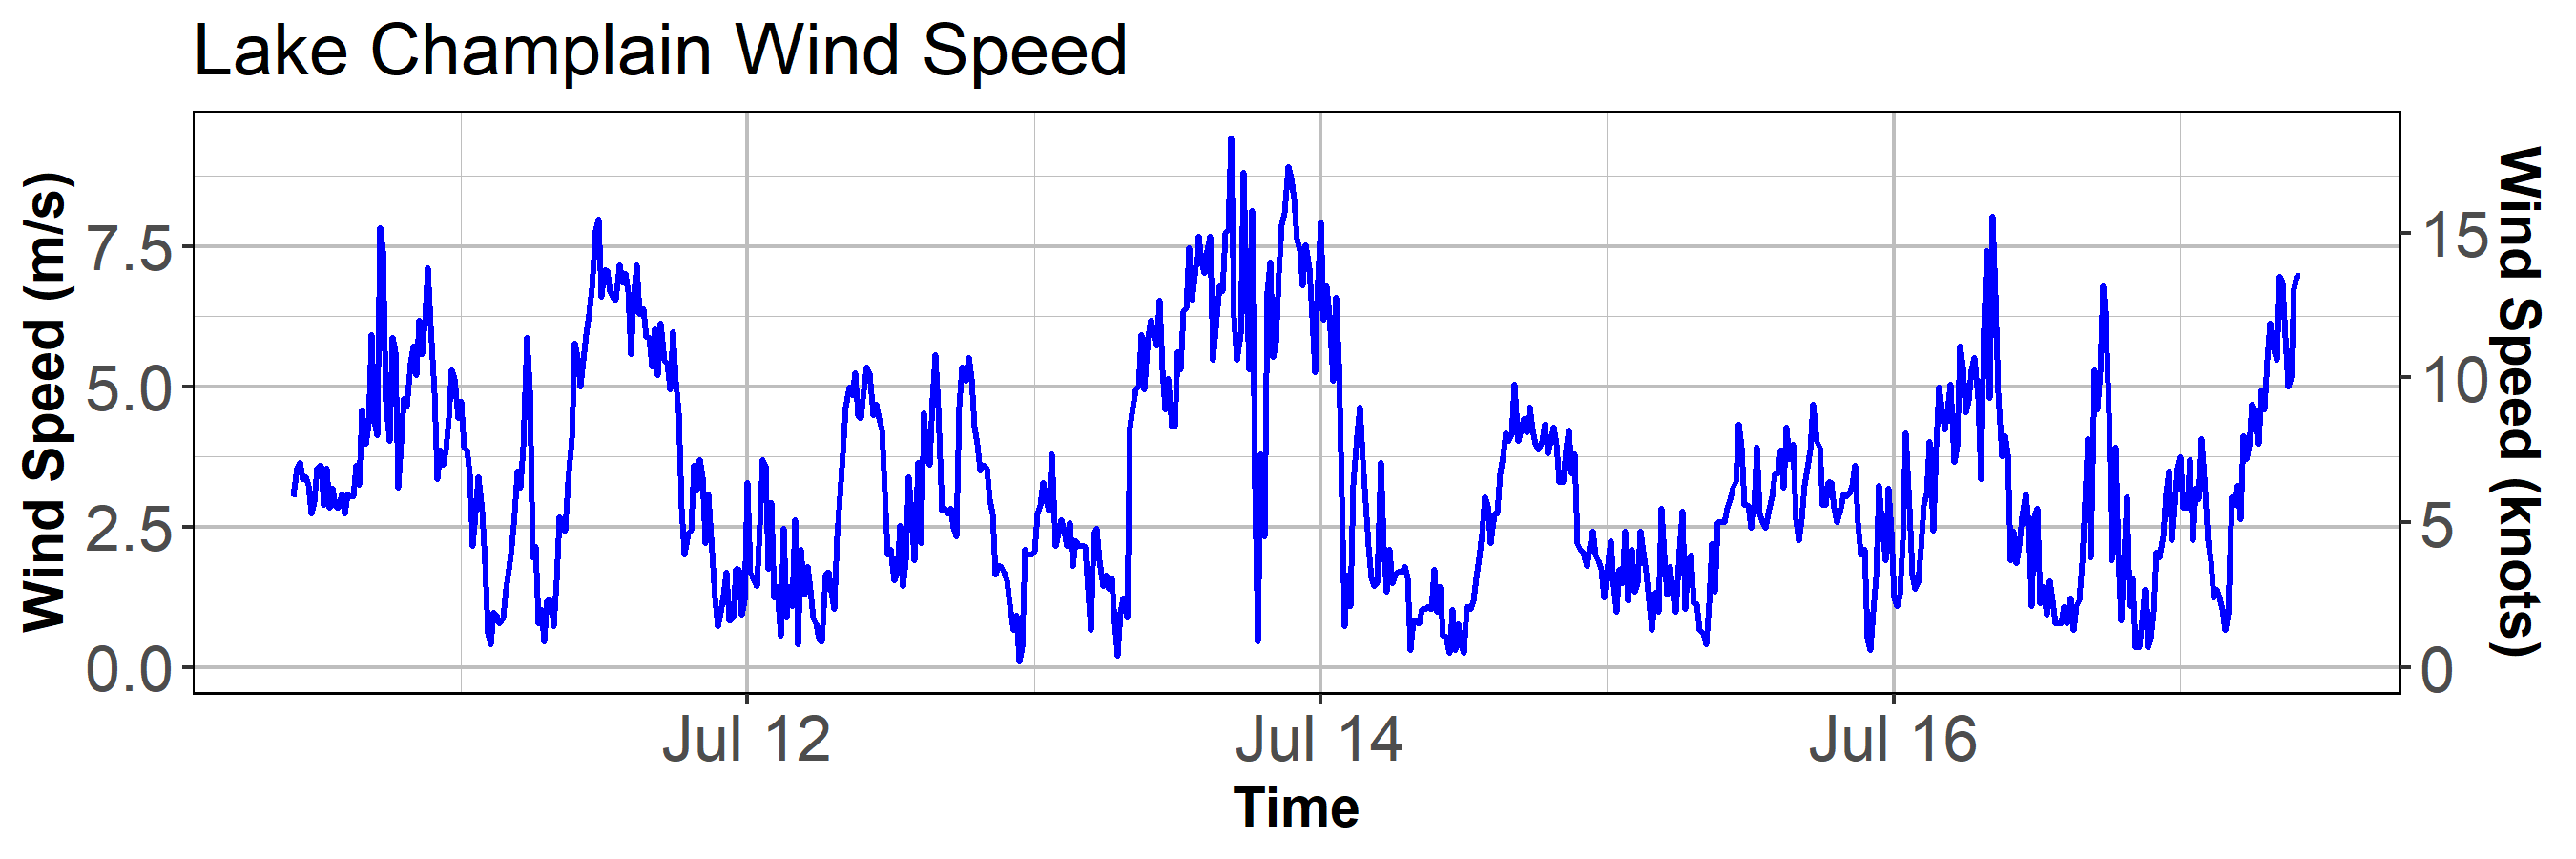 Lake Champlain Wind Speed
Wind Speed (m/s)
7.5
5.0
2.5
0.0
15
10
5
0
Wind Speed (knots)
Jul 12
Jul 14
Jul 16
Time